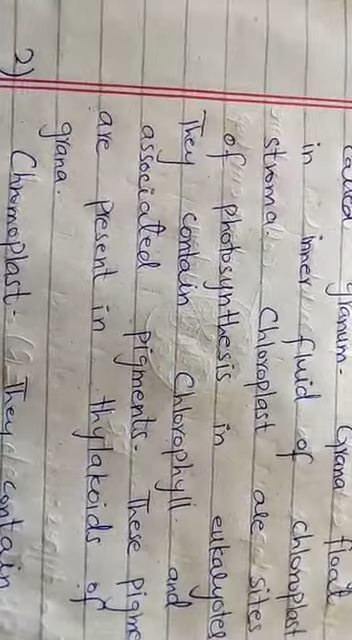 called granum. Grana float
in inner fluid of chloroplast
stroma. Chloroplast are sites
of photosynthesis in eukalyotes
They contain Chlorophyll and
associated pigments. These pigme
are present in thylakoids of
grana.
2) Chromoplast- They contain